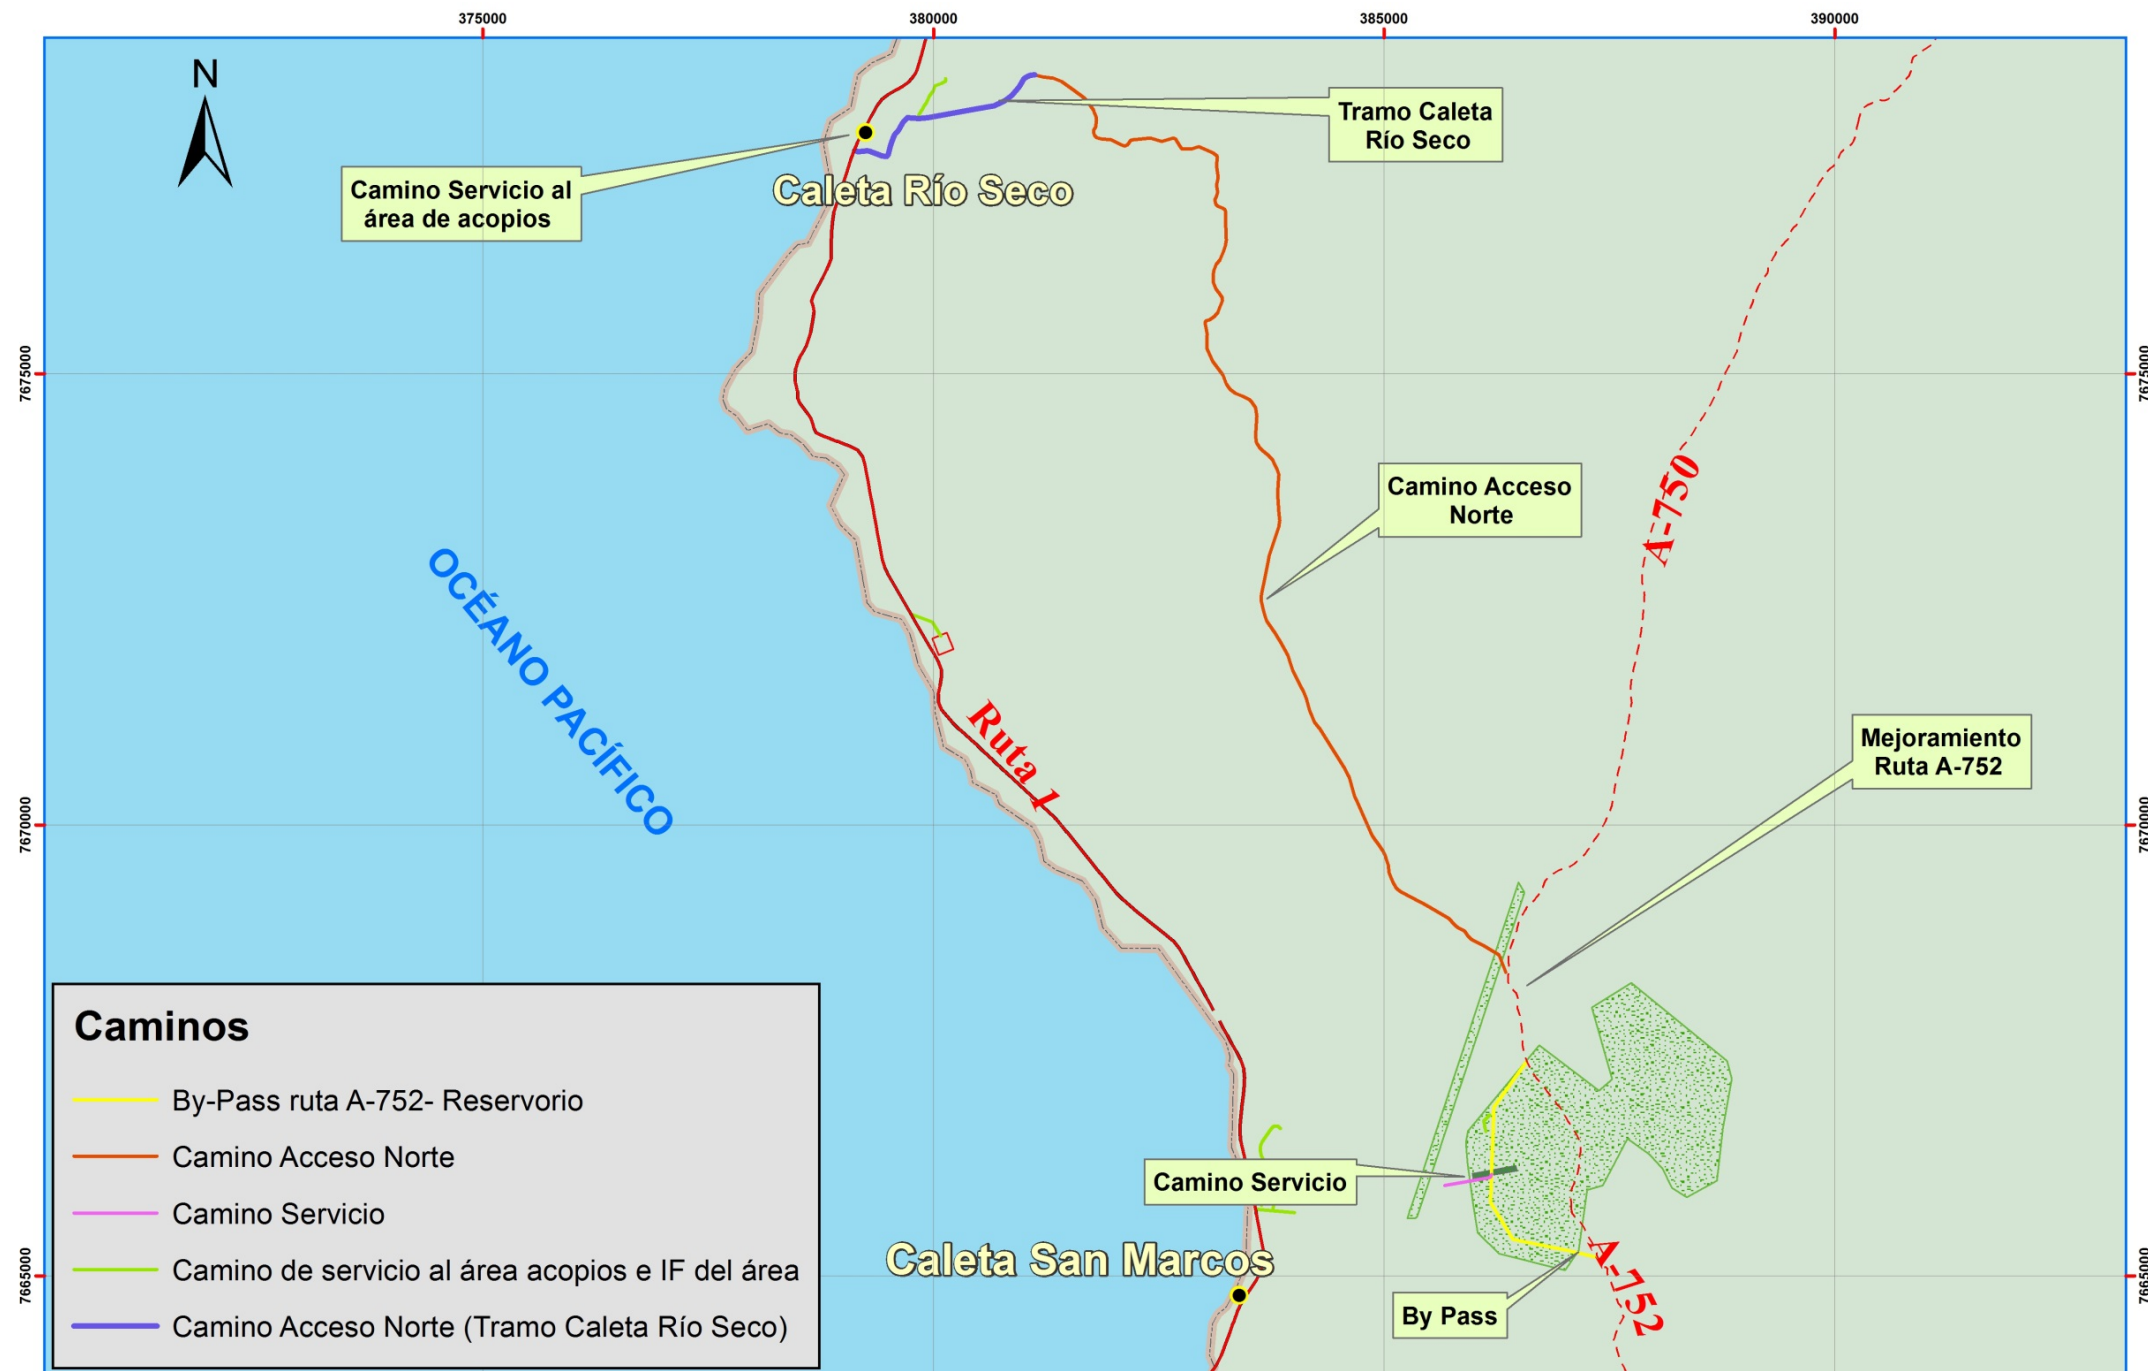 375000
380000
385000
390000
N
Tramo Caleta
Río Seco
Camino Servicio al
área de acopios
Caleta Río Seco
7675000
7675000
A-750
Camino Acceso
Norte
OCÉANO PACÍFICO
Ruta 1
Mejoramiento
Ruta A-752
7670000
7670000
Camino Servicio
Caleta San Marcos
A-752
By Pass
7665000
7665000
Caminos
By-Pass ruta A-752- Reservorio
Camino Acceso Norte
Camino Servicio
Camino de servicio al área acopios e IF del área
Camino Acceso Norte (Tramo Caleta Río Seco)